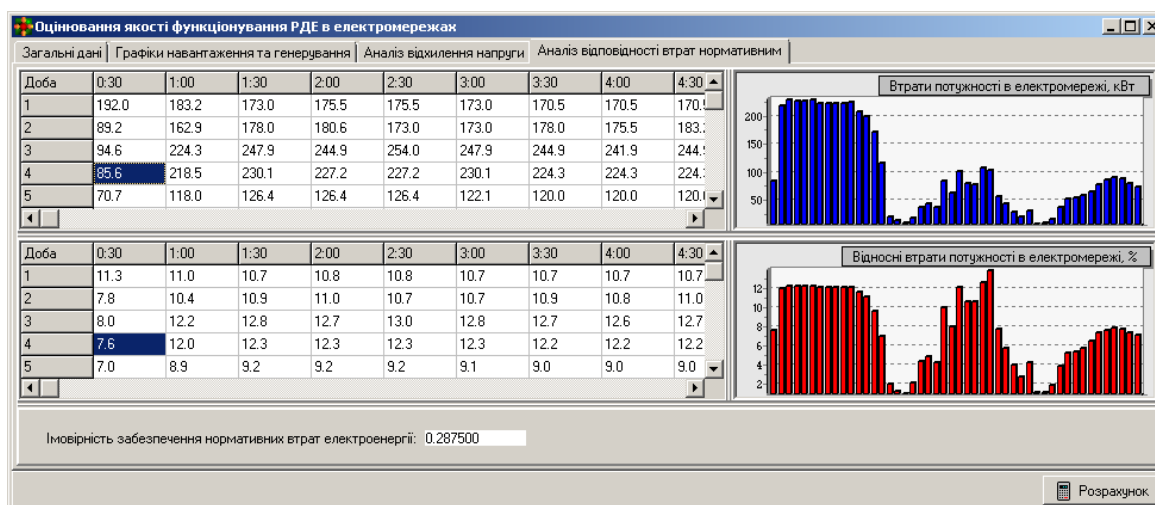 Оцінювання якості функціонування РДЕ в електромережах
Загальні дані Графіки навантаження та генерування Аналіз відхилення напруги Аналіз відповідності втрат нормативним
Доба 0:30 1:00 1:30 2:00 2:30 3:00 3:30 4:00 4:30
1 192.0 183.2 173.0 175.5 175.5 173.0 170.5 170.5 170.
2 89.2 162.9 178.0 180.6 173.0 173.0 178.0 175.5 183.
3 94.6 224.3 247.9 244.9 254.0 247.9 244.9 241.9 244.
4 85.6 218.5 230.1 227.2 227.2 230.1 224.3 224.3 224.
5 70.7 118.0 126.4 126.4 126.4 122.1 120.0 120.0 120.
Втрати потужності в електромережі, кВт
200
150
100
50
Доба 0:30 1:00 1:30 2:00 2:30 3:00 3:30 4:00 4:30
1 11.3 11.0 10.7 10.8 10.8 10.7 10.7 10.7 10.7
2 7.8 10.4 10.9 11.0 10.7 10.7 10.9 10.8 11.0
3 8.0 12.2 12.8 12.7 13.0 12.8 12.7 12.6 12.7
4 7.6 12.0 12.3 12.3 12.3 12.3 12.2 12.2 12.2
5 7.0 8.9 9.2 9.2 9.2 9.1 9.0 9.0 9.0
Відносні втрати потужності в електромережі, %
12
10
8
6
4
2
Імовірність забезпечення нормативних втрат електроенергії: 0.287500
Розрахунок